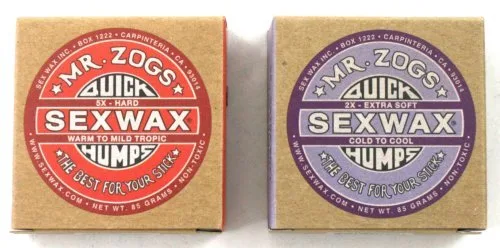 SEX WAX INC. • BOX 1222 • CARPINTERIA • CA • 93014
MR. ZOGS
QUICK
5X - HARD
SEXWAX®
WARM TO MILD TROPIC
HUMPS
THE BEST FOR YOUR STICK
WWW.SEXWAX.COM • NET WT. 85 GRAMS • NON-TOXIC
SEX WAX INC. • BOX 1222 • CARPINTERIA • CA • 93014
MR. ZOGS
QUICK
2X - EXTRA SOFT
SEXWAX®
COLD TO COOL
HUMPS
THE BEST FOR YOUR STICK
WWW.SEXWAX.COM • NET WT. 85 GRAMS • NON-TOXIC